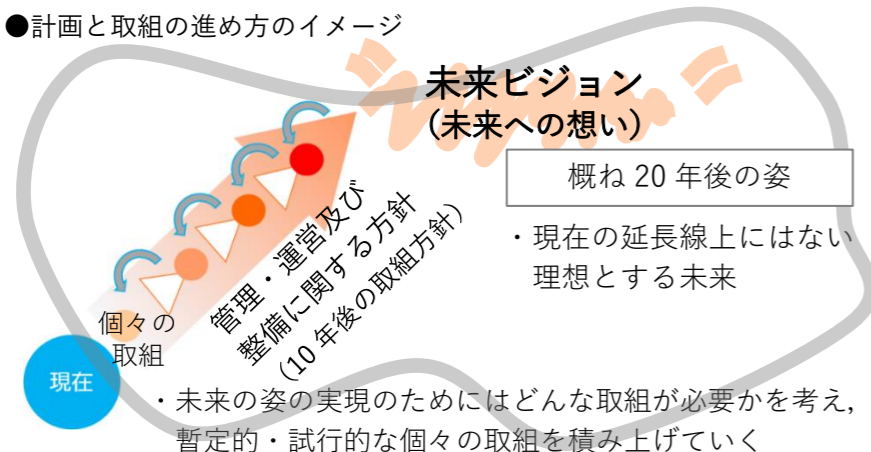 ●計画と取組の進め方のイメージ
未来ビジョン
(未来への想い)
概ね 20 年後の姿
・現在の延長線上にはない
理想とする未来
管理・運営及び
整備に関する方針
(10 年後の取組方針)
個々の
取組
現在
・未来の姿の実現のためにはどんな取組が必要かを考え,
暫定的・試行的な個々の取組を積み上げていく